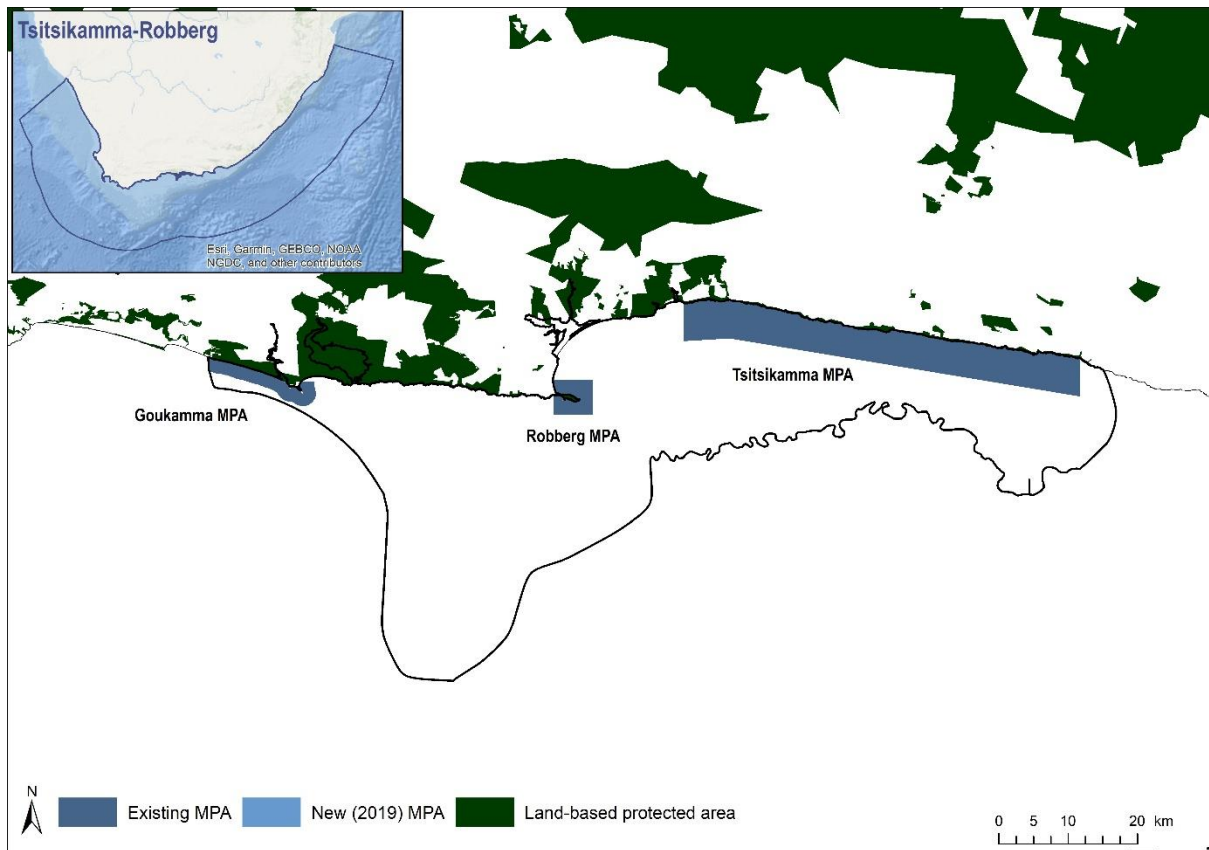 Tsitsikamma-Robberg
Esri, Garmin, GEBCO, NOAA
NGDC, and other contributors
Goukamma MPA
Robberg MPA
Tsitsikamma MPA
N
Existing MPA
New (2019) MPA
Land-based protected area
0 5 10 20 km